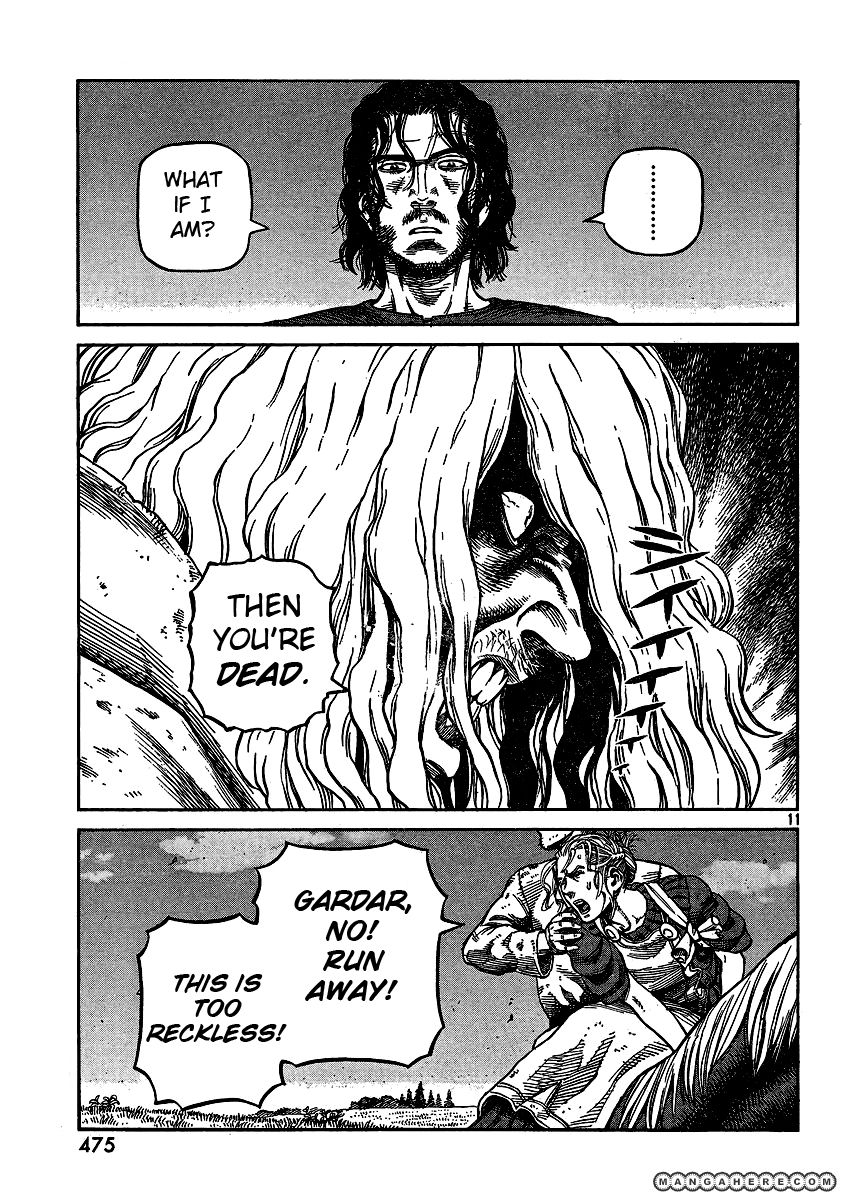 .........
WHAT
IF I
AM?
THEN
YOU'RE
DEAD.
11
GARDAR,
NO!
RUN
AWAY!
THIS IS
TOO
RECKLESS!
475
MANGAHERE.COM